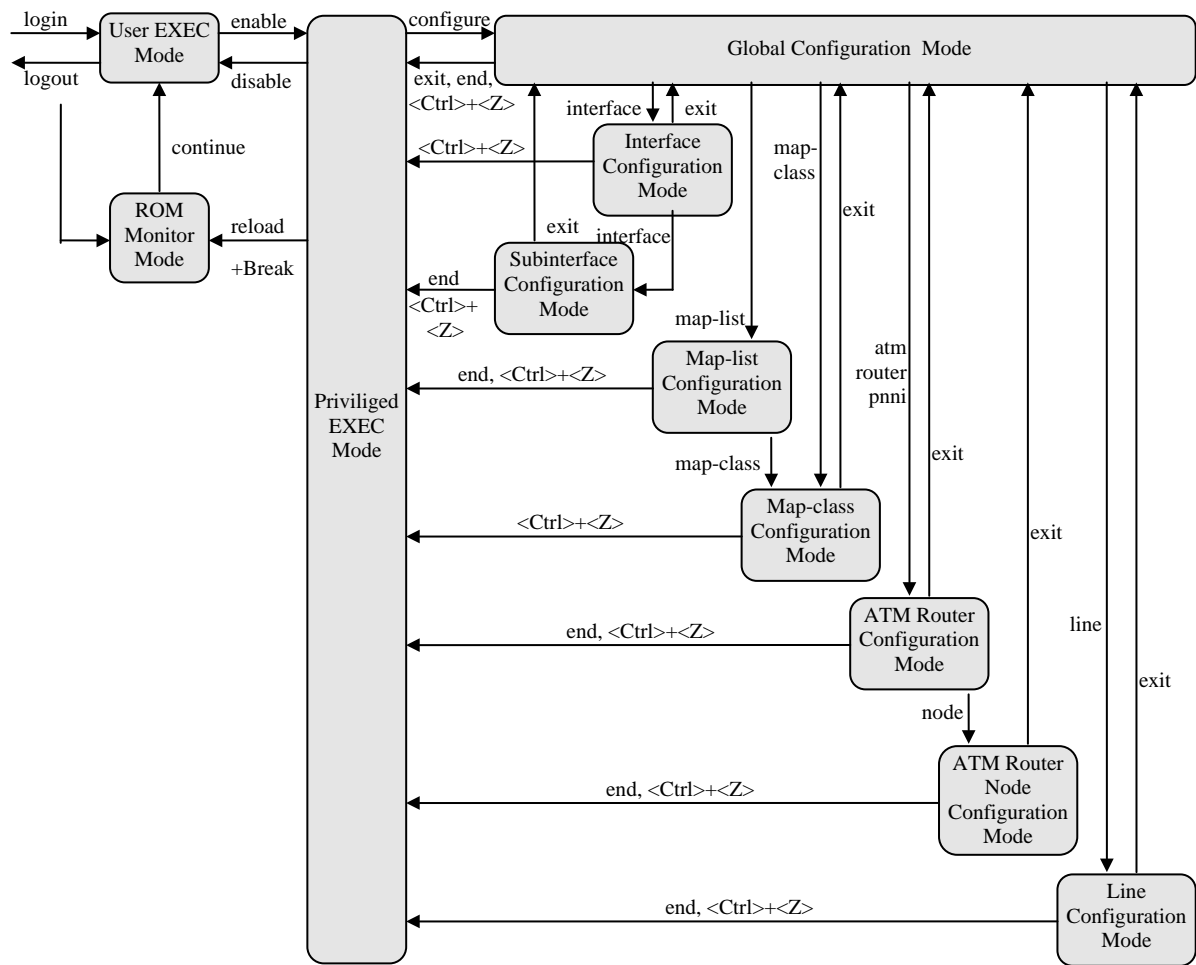 login
logout
User EXEC
Mode
enable
disable
continue
ROM
Monitor
Mode
reload
+Break
Priviliged
EXEC
Mode
configure
exit, end,
<Ctrl>+<Z>
Global Configuration  Mode
interface
exit
<Ctrl>+<Z>
Interface
Configuration
Mode
exit
interface
end
<Ctrl>+
<Z>
Subinterface
Configuration
Mode
map-list
end, <Ctrl>+<Z>
Map-list
Configuration
Mode
map-class
map-
class
exit
<Ctrl>+<Z>
Map-class
Configuration
Mode
atm
router
pnni
exit
end, <Ctrl>+<Z>
ATM Router
Configuration
Mode
node
exit
end, <Ctrl>+<Z>
ATM Router
Node
Configuration
Mode
line
exit
end, <Ctrl>+<Z>
Line
Configuration
Mode